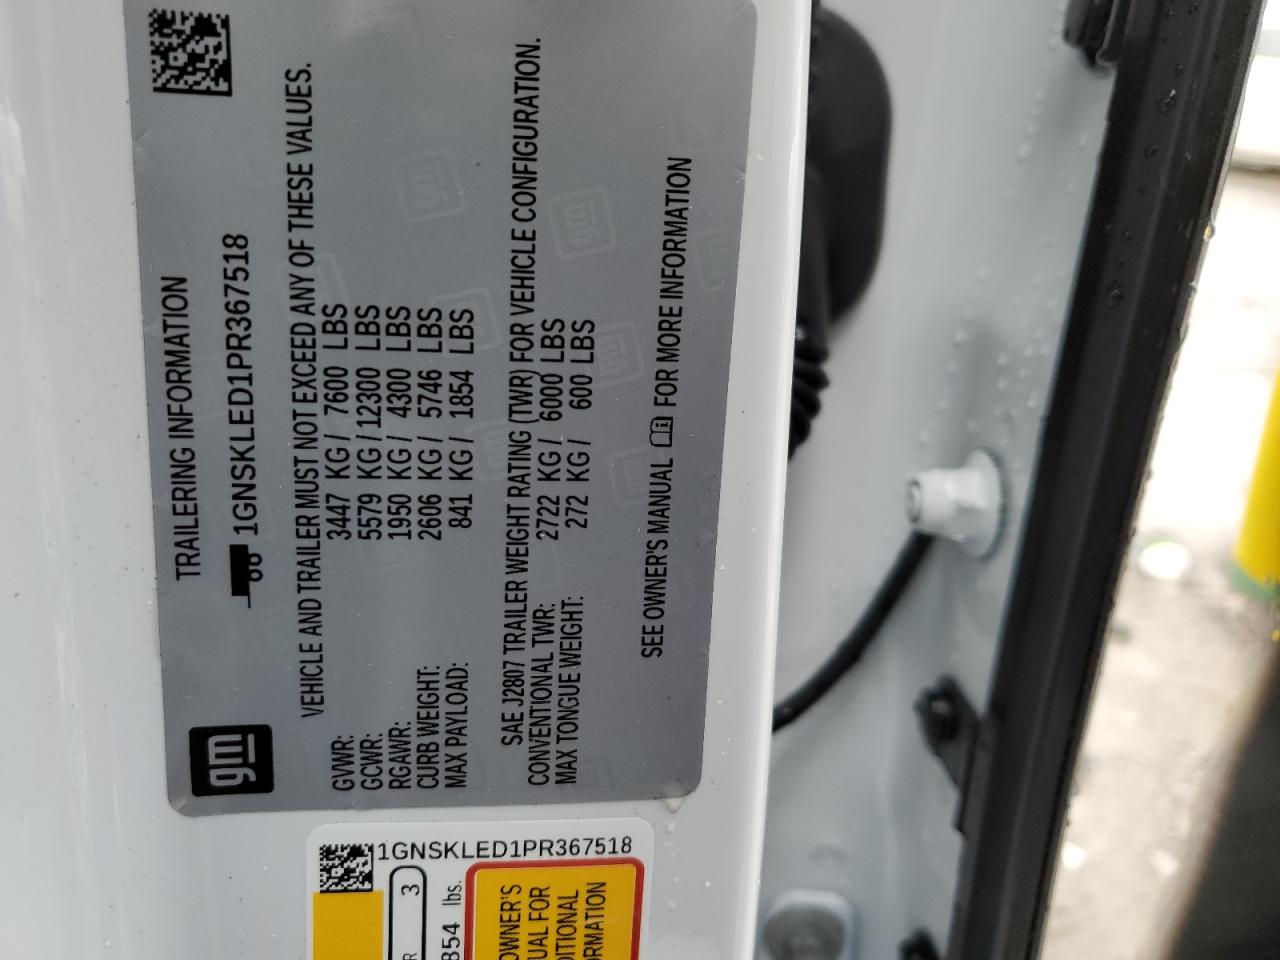 TRAILERING INFORMATION
1GNSKLED1PR367518
gm
VEHICLE AND TRAILER MUST NOT EXCEED ANY OF THESE VALUES.
GVWR: 3447 KG / 7600 LBS
GCWR: 5579 KG / 12300 LBS
RGAWR: 1950 KG / 4300 LBS
CURB WEIGHT: 2606 KG / 5746 LBS
MAX PAYLOAD: 841 KG / 1854 LBS
SAE J2807 TRAILER WEIGHT RATING (TWR) FOR VEHICLE CONFIGURATION.
CONVENTIONAL TWR: 2722 KG / 6000 LBS
MAX TONGUE WEIGHT: 272 KG / 600 LBS
SEE OWNER'S MANUAL FOR MORE INFORMATION
1GNSKLED1PR367518
R 3
854 lbs.
OWNER'S
UAL FOR
DITIONAL
RMATION